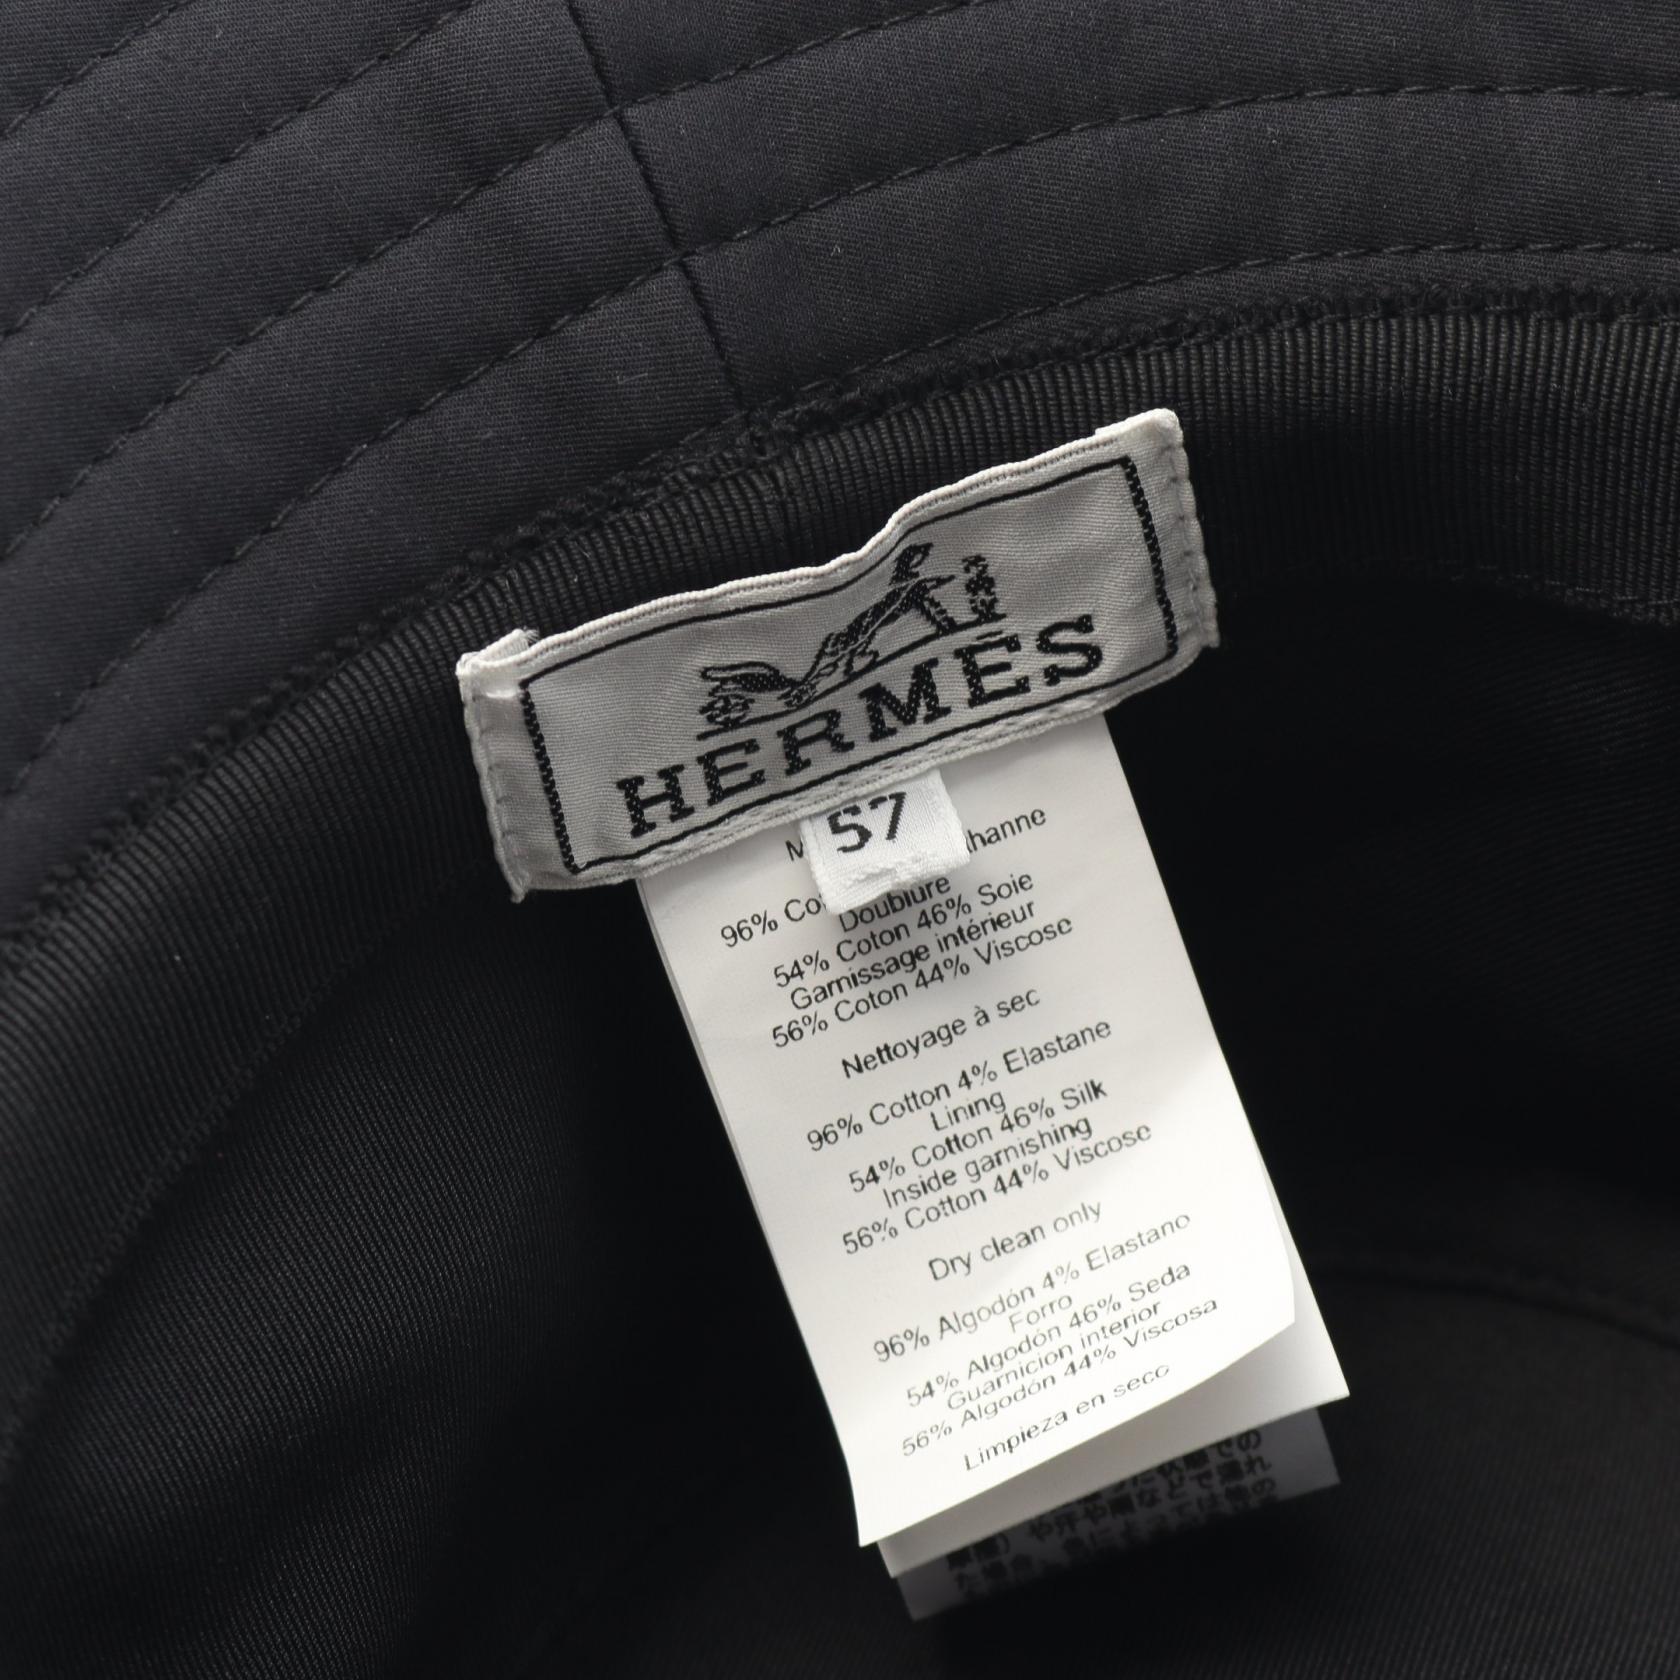 HERMÈS
57
96% Co
Doublure
54% Coton 46% Soie
Garnissage intérieur
56% Coton 44% Viscose
Nettoyage à sec
96% Cotton 4% Elastane
Lining
54% Cotton 46% Silk
Inside garnishing
56% Cotton 44% Viscose
Dry clean only
96% Algodón 4% Elastano
Forro
54% Algodón 46% Seda
Guarnicion interior
56% Algodón 44% Viscosa
Limpieza en seco